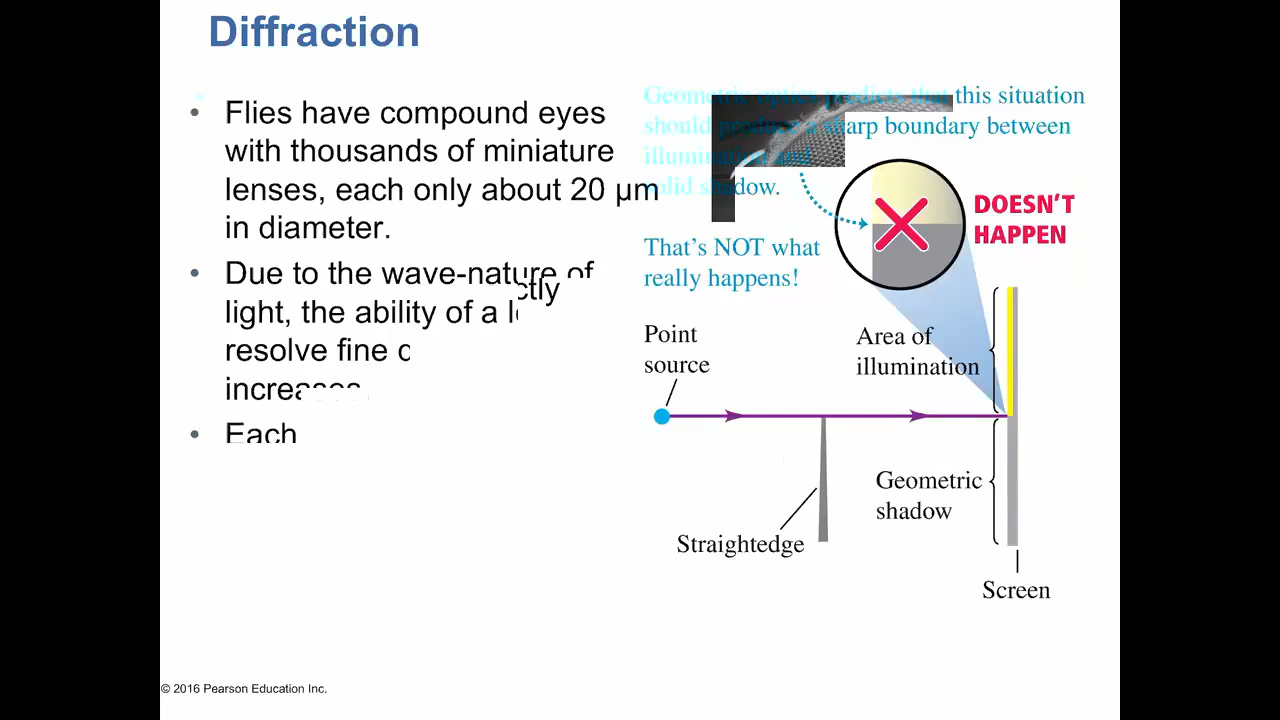 Diffraction
• Flies have compound eyes
with thousands of miniature
lenses, each only about 20 µm
in diameter.
• Due to the wave-nature of
ctly
light, the ability of a
resolve fine
increases
• Each
Geometric optics predicts that this situation
should produce a sharp boundary between
illumination and
solid shadow.
DOESN'T
HAPPEN
That's NOT what
really happens!
Point
source
Area of
illumination
Geometric
shadow
Straightedge
Screen
© 2016 Pearson Education Inc.